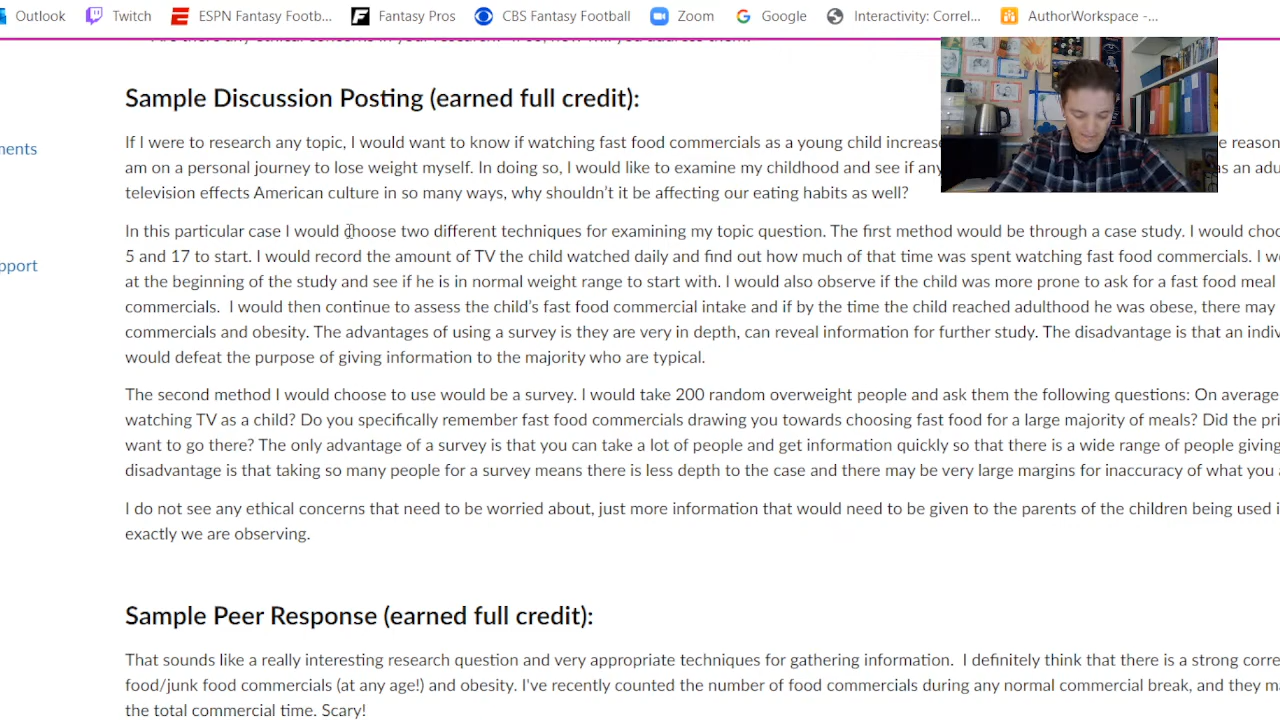 Outlook Twitch ESPN Fantasy Footb... Fantasy Pros CBS Fantasy Football Zoom Google Interactivity: Correl... AuthorWorkspace -...
Sample Discussion Posting (earned full credit):
If I were to research any topic, I would want to know if watching fast food commercials as a young child increase reason
ments
am on a personal journey to lose weight myself. In doing so, I would like to examine my childhood and see if any as an adu
television effects American culture in so many ways, why shouldn't it be affecting our eating habits as well?
In this particular case I would choose two different techniques for examining my topic question. The first method would be through a case study. I would choo
5 and 17 to start. I would record the amount of TV the child watched daily and find out how much of that time was spent watching fast food commercials. I w
pport
at the beginning of the study and see if he is in normal weight range to start with. I would also observe if the child was more prone to ask for a fast food meal
commercials.  I would then continue to assess the child's fast food commercial intake and if by the time the child reached adulthood he was obese, there may
commercials and obesity. The advantages of using a survey is they are very in depth, can reveal information for further study. The disadvantage is that an indiv
would defeat the purpose of giving information to the majority who are typical.
The second method I would choose to use would be a survey. I would take 200 random overweight people and ask them the following questions: On average
watching TV as a child? Do you specifically remember fast food commercials drawing you towards choosing fast food for a large majority of meals? Did the pri
want to go there? The only advantage of a survey is that you can take a lot of people and get information quickly so that there is a wide range of people giving
disadvantage is that taking so many people for a survey means there is less depth to the case and there may be very large margins for inaccuracy of what you
I do not see any ethical concerns that need to be worried about, just more information that would need to be given to the parents of the children being used i
exactly we are observing.
Sample Peer Response (earned full credit):
That sounds like a really interesting research question and very appropriate techniques for gathering information.  I definitely think that there is a strong corre
food/junk food commercials (at any age!) and obesity. I've recently counted the number of food commercials during any normal commercial break, and they ma
the total commercial time. Scary!